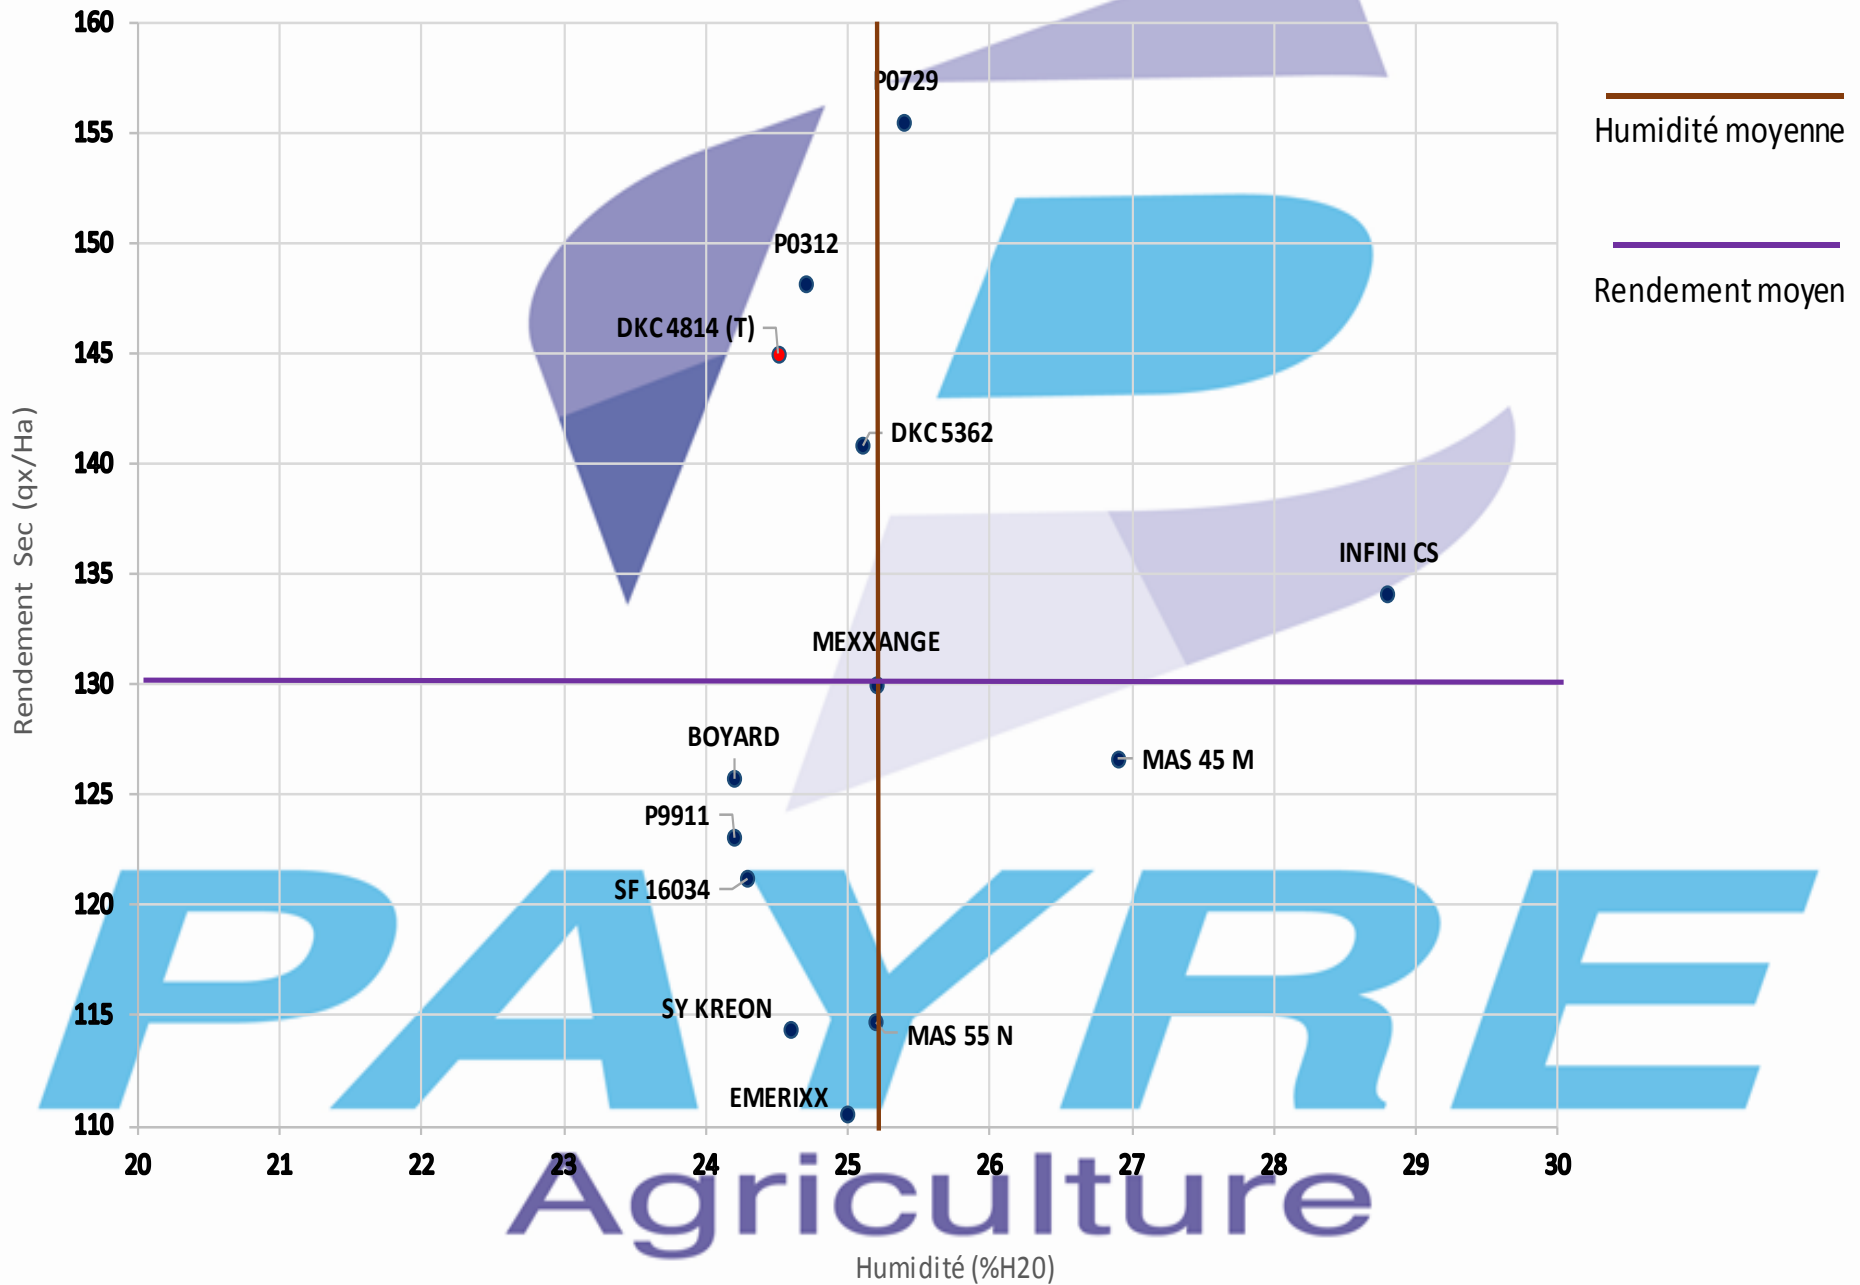 160
P0729
155
Humidité moyenne
150
P0312
Rendement moyen
DKC 4814 (T)
145
DKC 5362
140
INFINI CS
135
MEXXANGE
130
BOYARD
MAS 45 M
125
P9911
SF 16034
120
PAYRE
SY KREON
115
MAS 55 N
EMERIXX
110
20 21 22 23 24 25 26 27 28 29 30
Agriculture
Humidité (%H20)
Rendement Sec (qx/Ha)